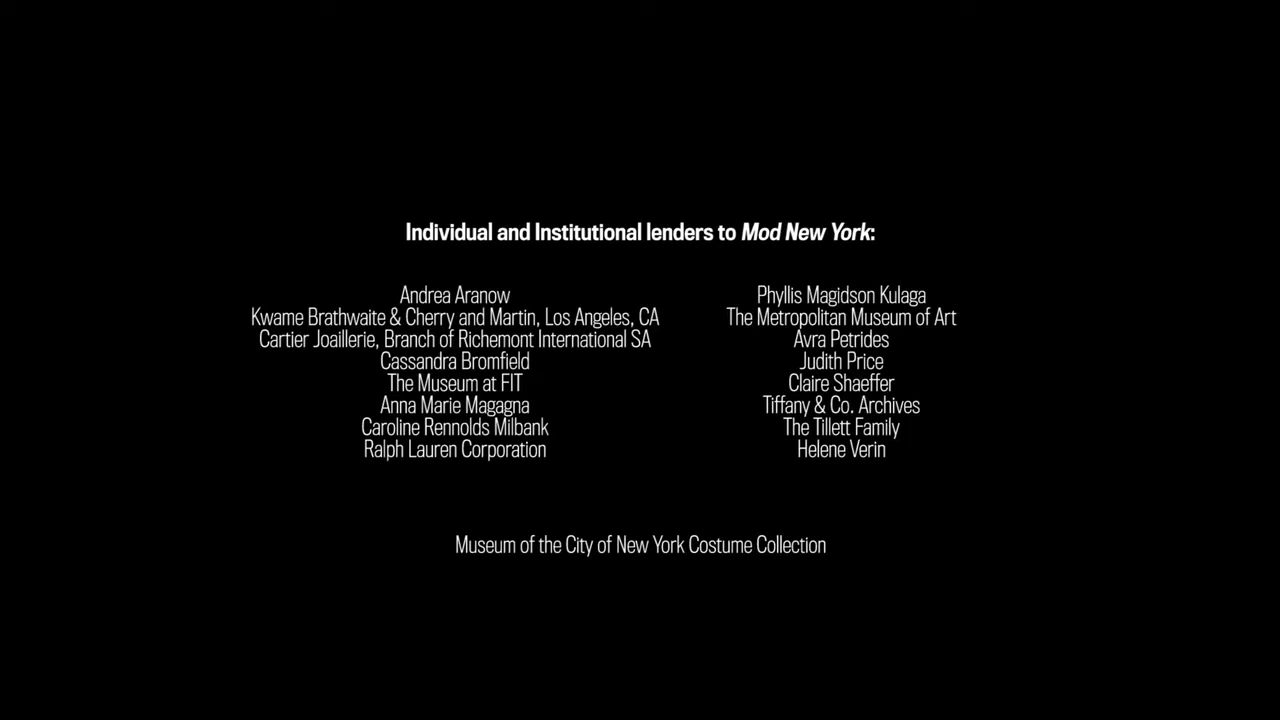 Individual and Institutional lenders to Mod New York:
Andrea Aranow
Kwame Brathwaite & Cherry and Martin, Los Angeles, CA
Cartier Joaillerie, Branch of Richemont International SA
Cassandra Bromfield
The Museum at FIT
Anna Marie Magagna
Caroline Rennolds Milbank
Ralph Lauren Corporation
Phyllis Magidson Kulaga
The Metropolitan Museum of Art
Avra Petrides
Judith Price
Claire Shaeffer
Tiffany & Co. Archives
The Tillett Family
Helene Verin
Museum of the City of New York Costume Collection